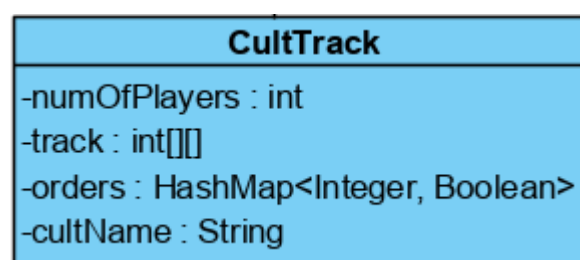 CultTrack
-numOfPlayers : int
-track : int[][]
-orders : HashMap<Integer, Boolean>
-cultName : String